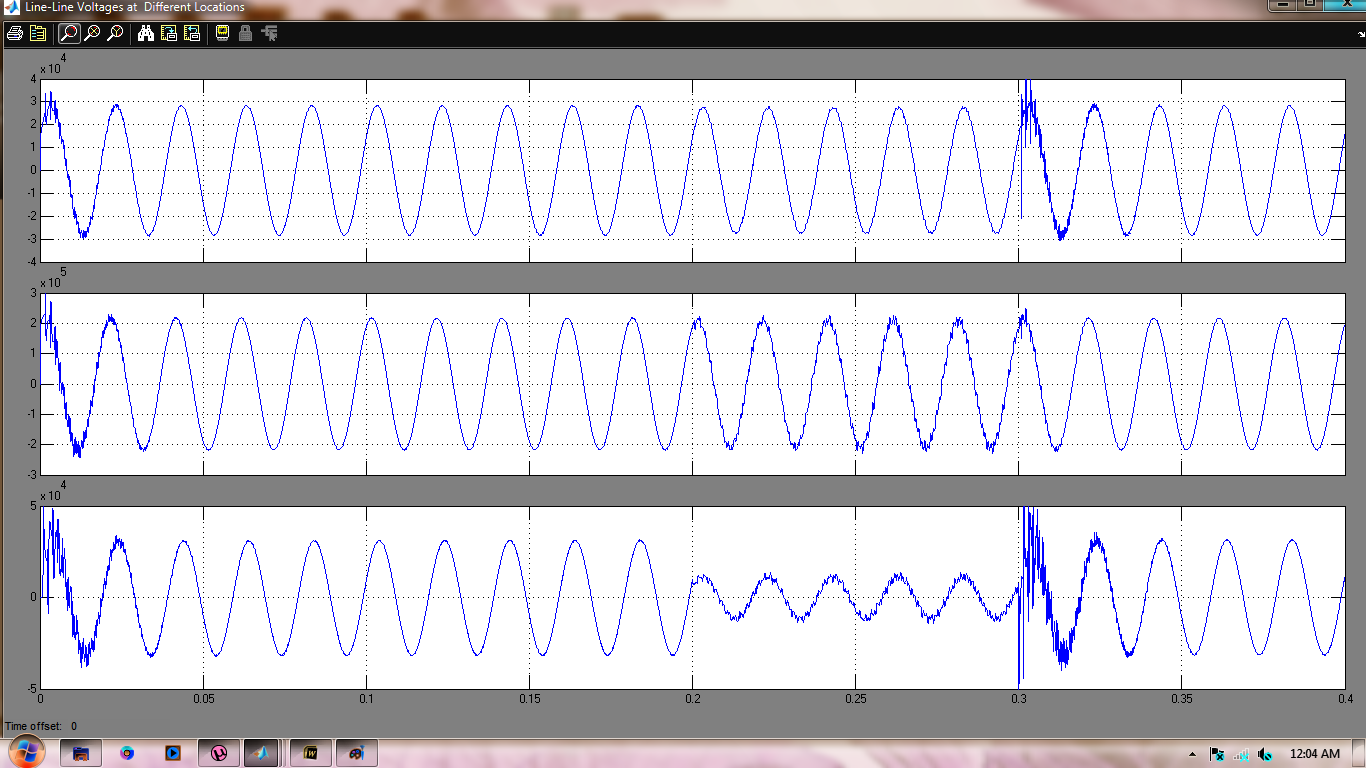 Line-Line Voltages at Different Locations
x 10 4
4
3
2
1
0
-1
-2
-3
-4
x 10 5
3
2
1
0
-1
-2
-3
x 10 4
5
0
-5
0 0.05 0.1 0.15 0.2 0.25 0.3 0.35 0.4
Time offset: 0
12:04 AM